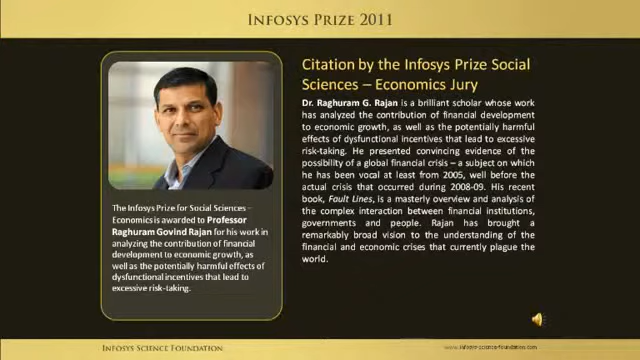 INFOSYS PRIZE 2011
Citation by the Infosys Prize Social
Sciences – Economics Jury
Dr. Raghuram G. Rajan is a brilliant scholar whose work
has analyzed the contribution of financial development
to economic growth, as well as the potentially harmful
effects of dysfunctional incentives that lead to excessive
risk-taking. He presented convincing evidence of the
possibility of a global financial crisis – a subject on which
he has been vocal at least from 2005, well before the
actual crisis that occurred during 2008-09. His recent
book, Fault Lines, is a masterly overview and analysis of
the complex interaction between financial institutions,
governments and people. Rajan has brought a
remarkably broad vision to the understanding of the
financial and economic crises that currently plague the
world.
The Infosys Prize for Social Sciences –
Economics is awarded to Professor
Raghuram Govind Rajan for his work in
analyzing the contribution of financial
development to economic growth, as
well as the potentially harmful effects of
dysfunctional incentives that lead to
excessive risk-taking.
INFOSYS SCIENCE FOUNDATION
www.infosys-science-foundation.com